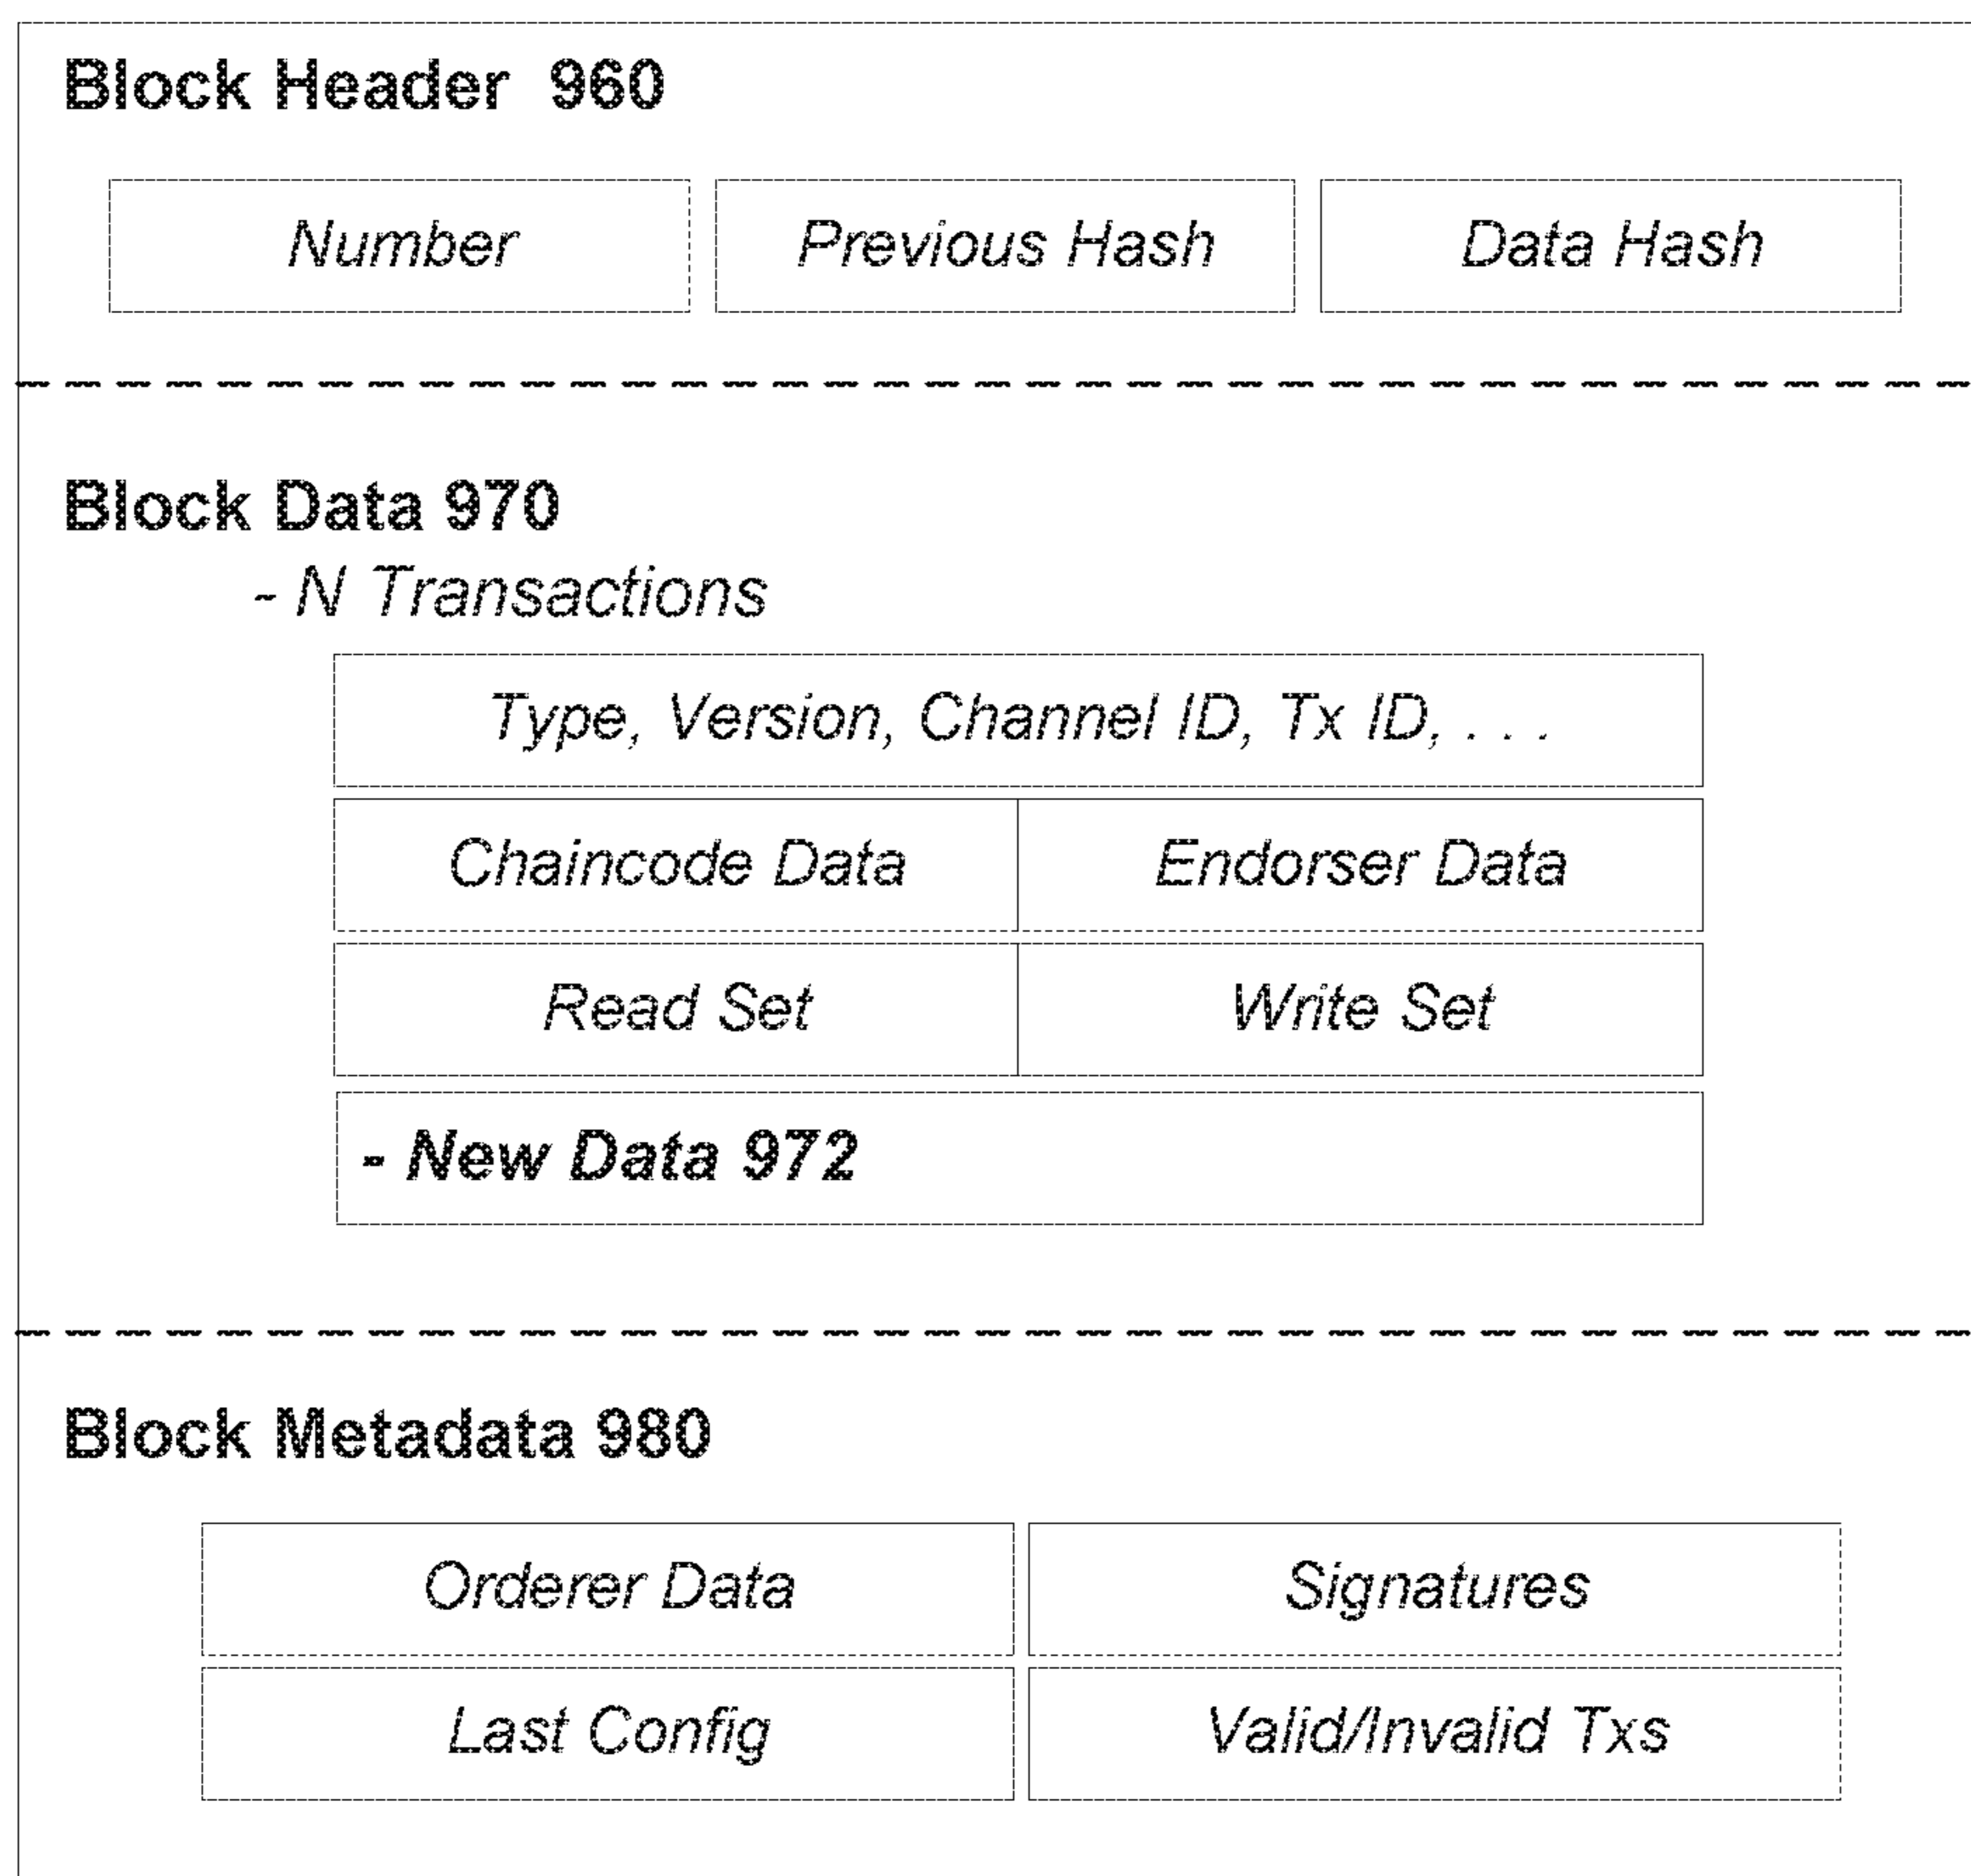 Block Header 960
Number Previous Hash Data Hash
Block Data 970
- N Transactions
Type, Version, Channel ID, Tx ID, . . .
Chaincode Data Endorser Data
Read Set Write Set
- New Data 972
Block Metadata 980
Orderer Data Signatures
Last Config Valid/Invalid Txs